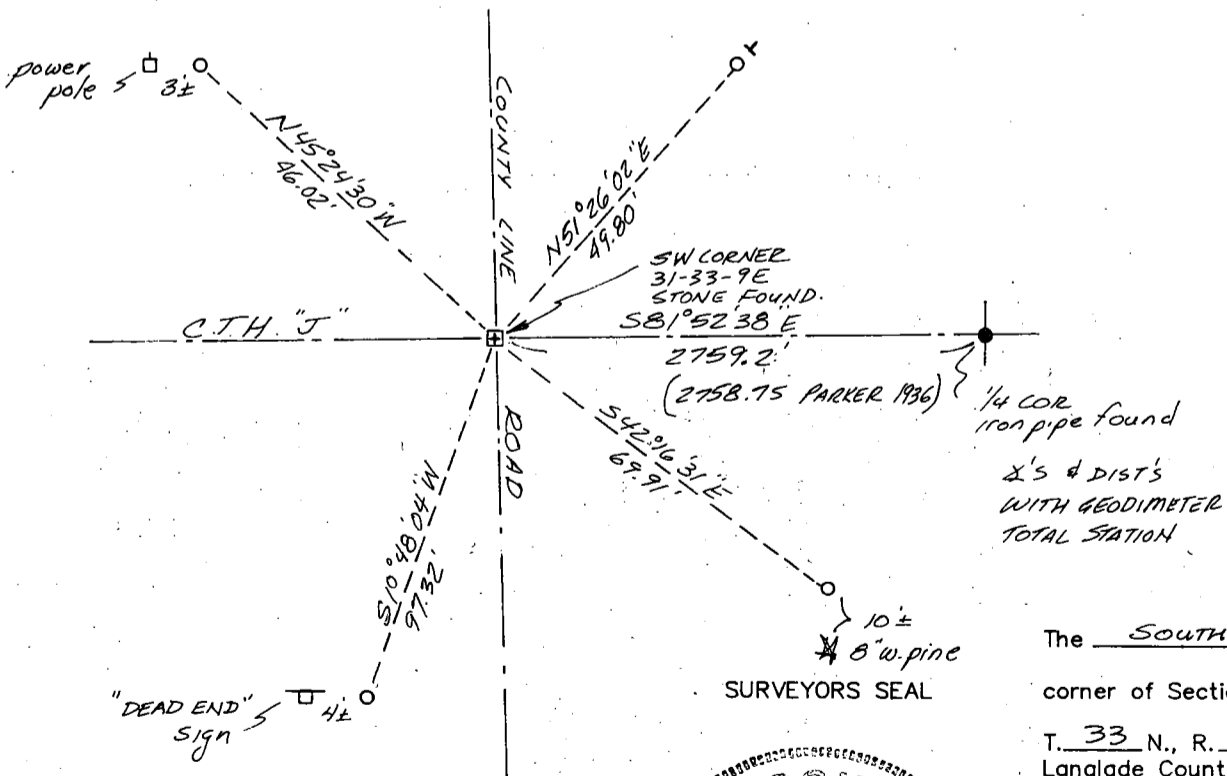 power
pole
3'±
N45°24'30"W
46.02'
COUNTY LINE
N51°26'02"E
49.80'
SW CORNER
31-33-9E
STONE FOUND.
C.T.H. "J"
S81°52'38"E
2759.2'
(2758.75 PARKER 1936)
1/4 COR
iron pipe found
∡'S & DIST'S
WITH GEODIMETER
TOTAL STATION
ROAD
S42°16'31"E
69.91'
S10°48'04"W
97.32'
10'±
8" w. pine
"DEAD END"
sign
4'±
SURVEYORS SEAL
The SOUTH
corner of Secti
T. 33 N., R.
Langlade Count